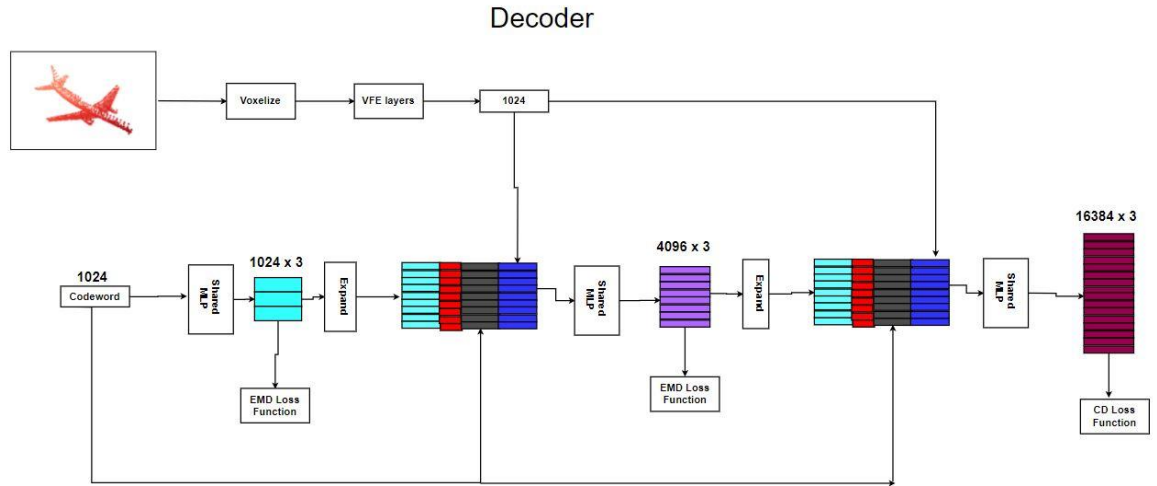 Decoder
Voxelize
VFE layers
1024
1024
Codeword
Shared
MLP
1024 x 3
Expand
EMD Loss
Function
Shared
MLP
4096 x 3
Expand
EMD Loss
Function
Shared
MLP
16384 x 3
CD Loss
Function